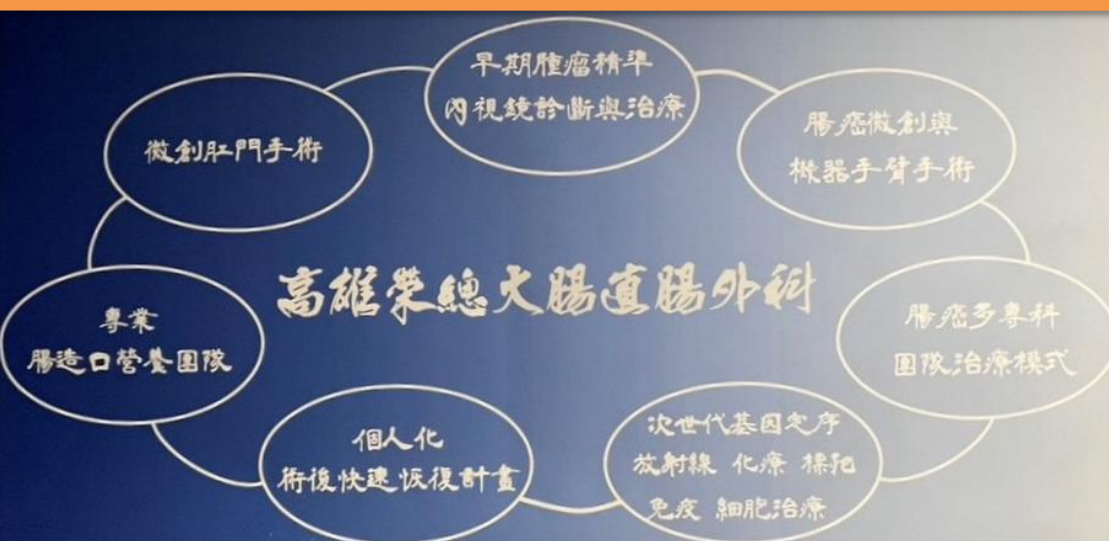 早期腫瘤精準
內視鏡診斷與治療
腸癌微創與
機器手臂手術
腸癌多專科
團隊治療模式
次世代基因定序
放射線 化療 標靶
免疫 細胞治療
個人化
術後快速恢復計畫
專業
腸造口營養團隊
微創肛門手術
高雄榮總大腸直腸外科